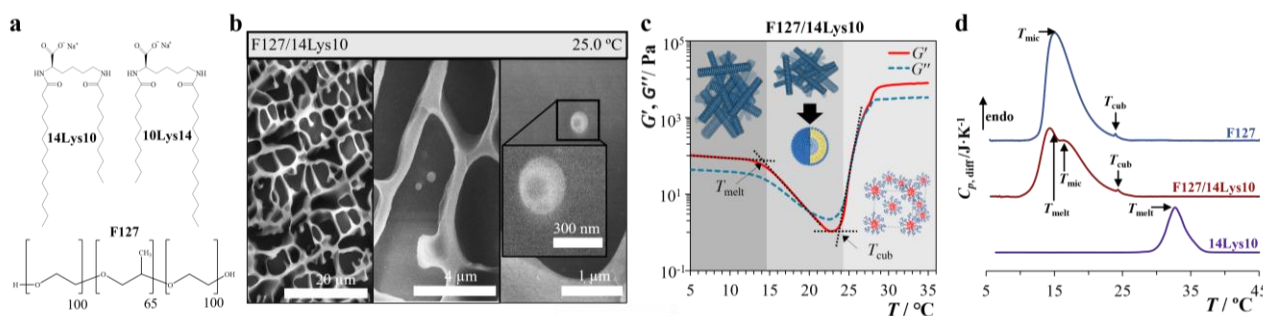 a
O
O⁻ Na⁺
HN
NH
O
O
14Lys10
O
O⁻ Na⁺
HN
NH
O
O
10Lys14
F127
H
O
100
O
CH₃
65
O
OH
100
b
F127/14Lys10 25.0 ºC
20 µm
4 µm
300 nm
1 µm
c
F127/14Lys10
G', G''/ Pa
10⁵
10³
10¹
10⁻¹
G'
G''
Tmelt
Tcub
5 10 15 20 25 30 35
T / °C
d
Cp, diff/J·K⁻¹
endo
Tmic
Tcub
F127
Tcub
Tmic
F127/14Lys10
Tmelt
Tmelt
14Lys10
5 15 25 35 45
T / ºC